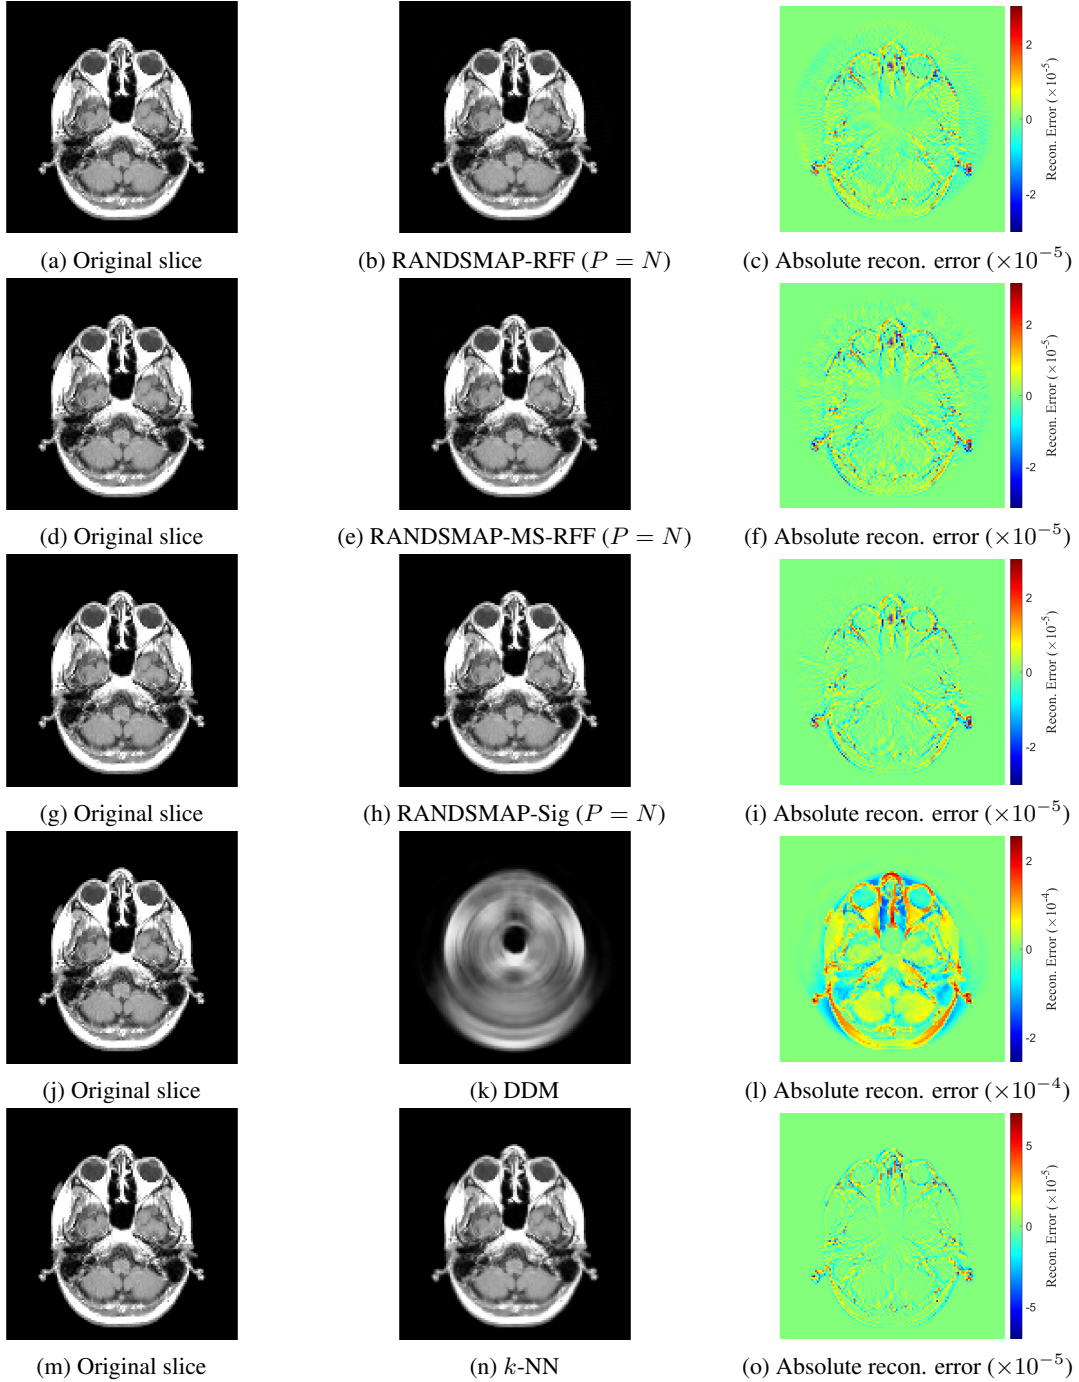 2
0
-2
Recon. Error (×10⁻⁵)
(a) Original slice
(b) RANDSMAP-RFF (P = N)
(c) Absolute recon. error (×10⁻⁵)
2
0
-2
Recon. Error (×10⁻⁵)
(d) Original slice
(e) RANDSMAP-MS-RFF (P = N)
(f) Absolute recon. error (×10⁻⁵)
2
0
-2
Recon. Error (×10⁻⁵)
(g) Original slice
(h) RANDSMAP-Sig (P = N)
(i) Absolute recon. error (×10⁻⁵)
2
0
-2
Recon. Error (×10⁻⁴)
(j) Original slice
(k) DDM
(l) Absolute recon. error (×10⁻⁴)
5
0
-5
Recon. Error (×10⁻⁵)
(m) Original slice
(n) k-NN
(o) Absolute recon. error (×10⁻⁵)